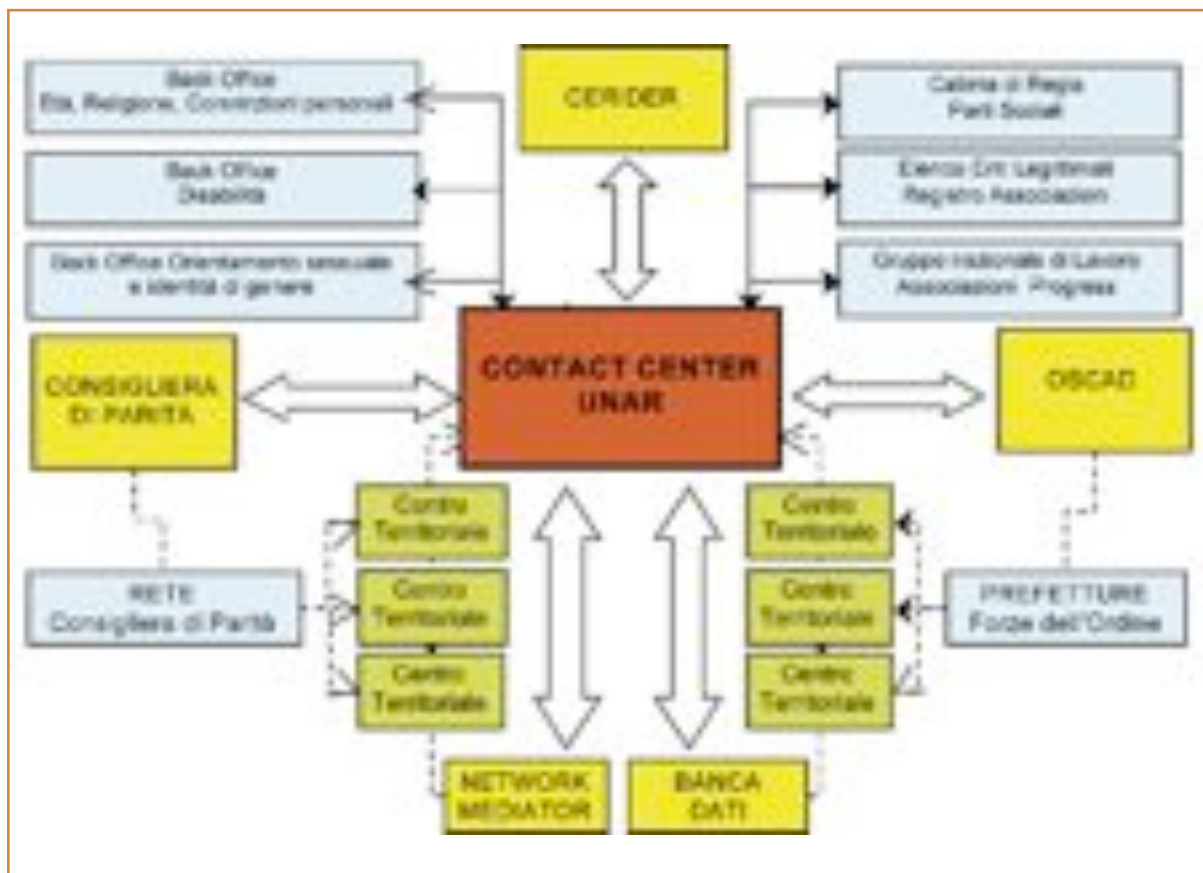 Back Office
Età, Religione, Convinzioni personali
CERIDER
Cabina di Regia
Parti Sociali
Back Office
Disabilità
Elenco Enti Legittimati
Registro Associazioni
Back Office Orientamento sessuale
e identità di genere
Gruppo nazionale di Lavoro
Associazioni Progress
CONSIGLIERA
DI PARITA
CONTACT CENTER
UNAR
OSCAD
Centro
Territoriale
Centro
Territoriale
RETE
Consigliera di Parità
Centro
Territoriale
Centro
Territoriale
PREFETTURE
Forze dell'Ordine
Centro
Territoriale
Centro
Territoriale
NETWORK
MEDIATOR
BANCA
DATI